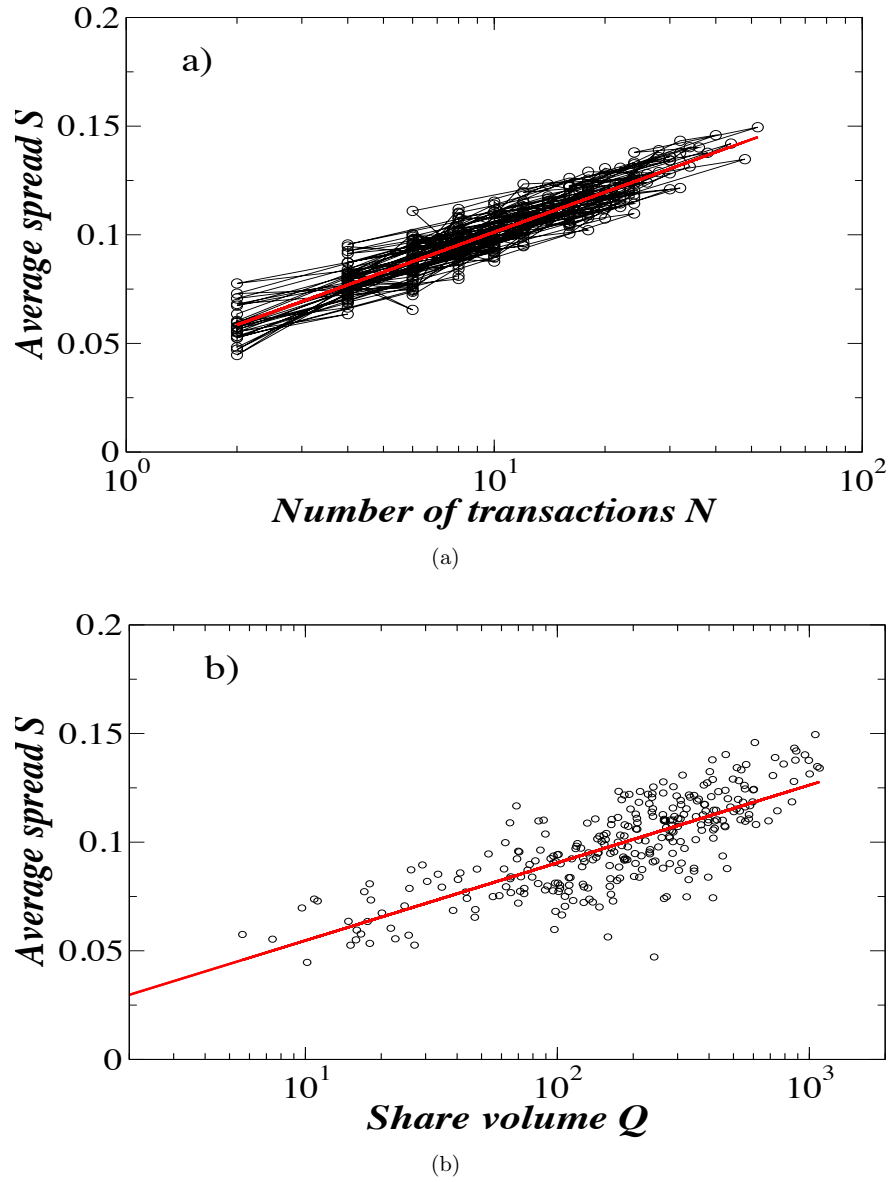 0.2
a)
0.15
0.1
0.05
0
Average spread S
10^0
10^1
10^2
Number of transactions N
(a)
0.2
b)
0.15
0.1
0.05
0
Average spread S
10^1
10^2
10^3
Share volume Q
(b)